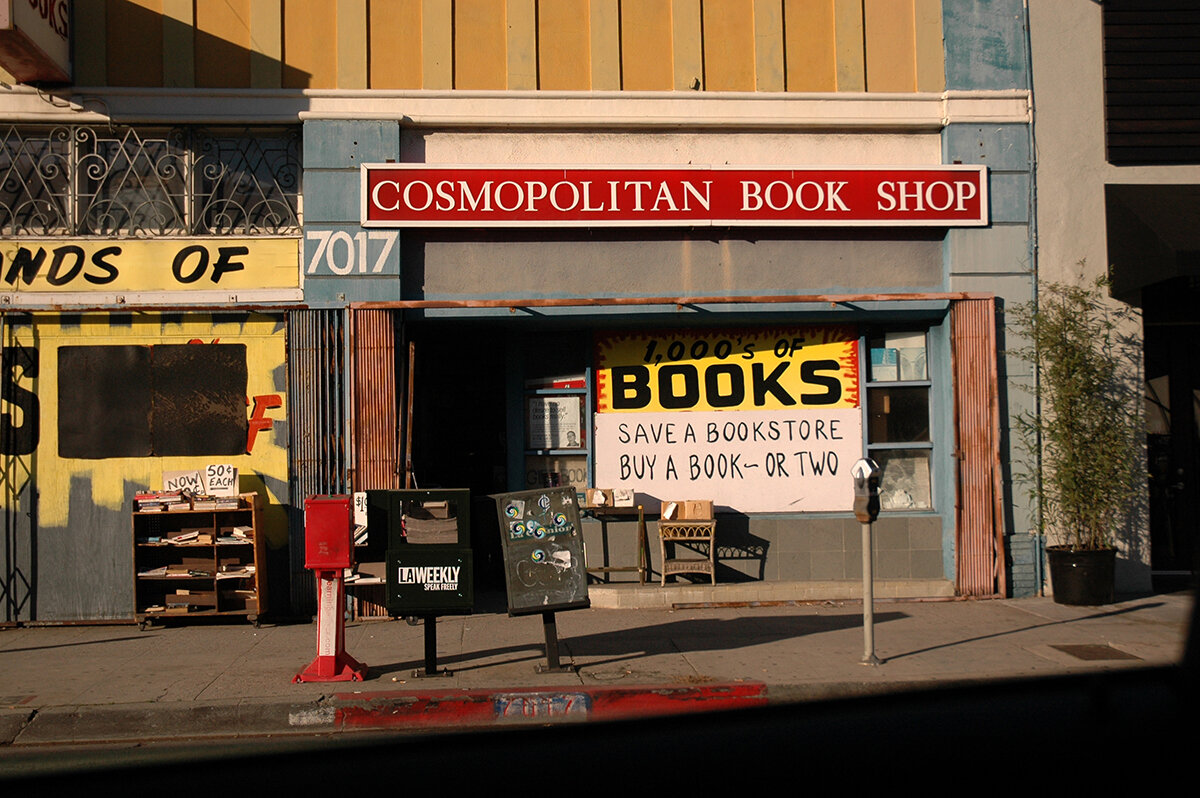 OKS
COSMOPOLITAN BOOK SHOP
7017
NDS OF
1,000's OF
BOOKS
SAVE A BOOKSTORE
BUY A BOOK - OR TWO
S
F
NOW
50¢
EACH
LA WEEKLY
SPEAK FREELY
7017